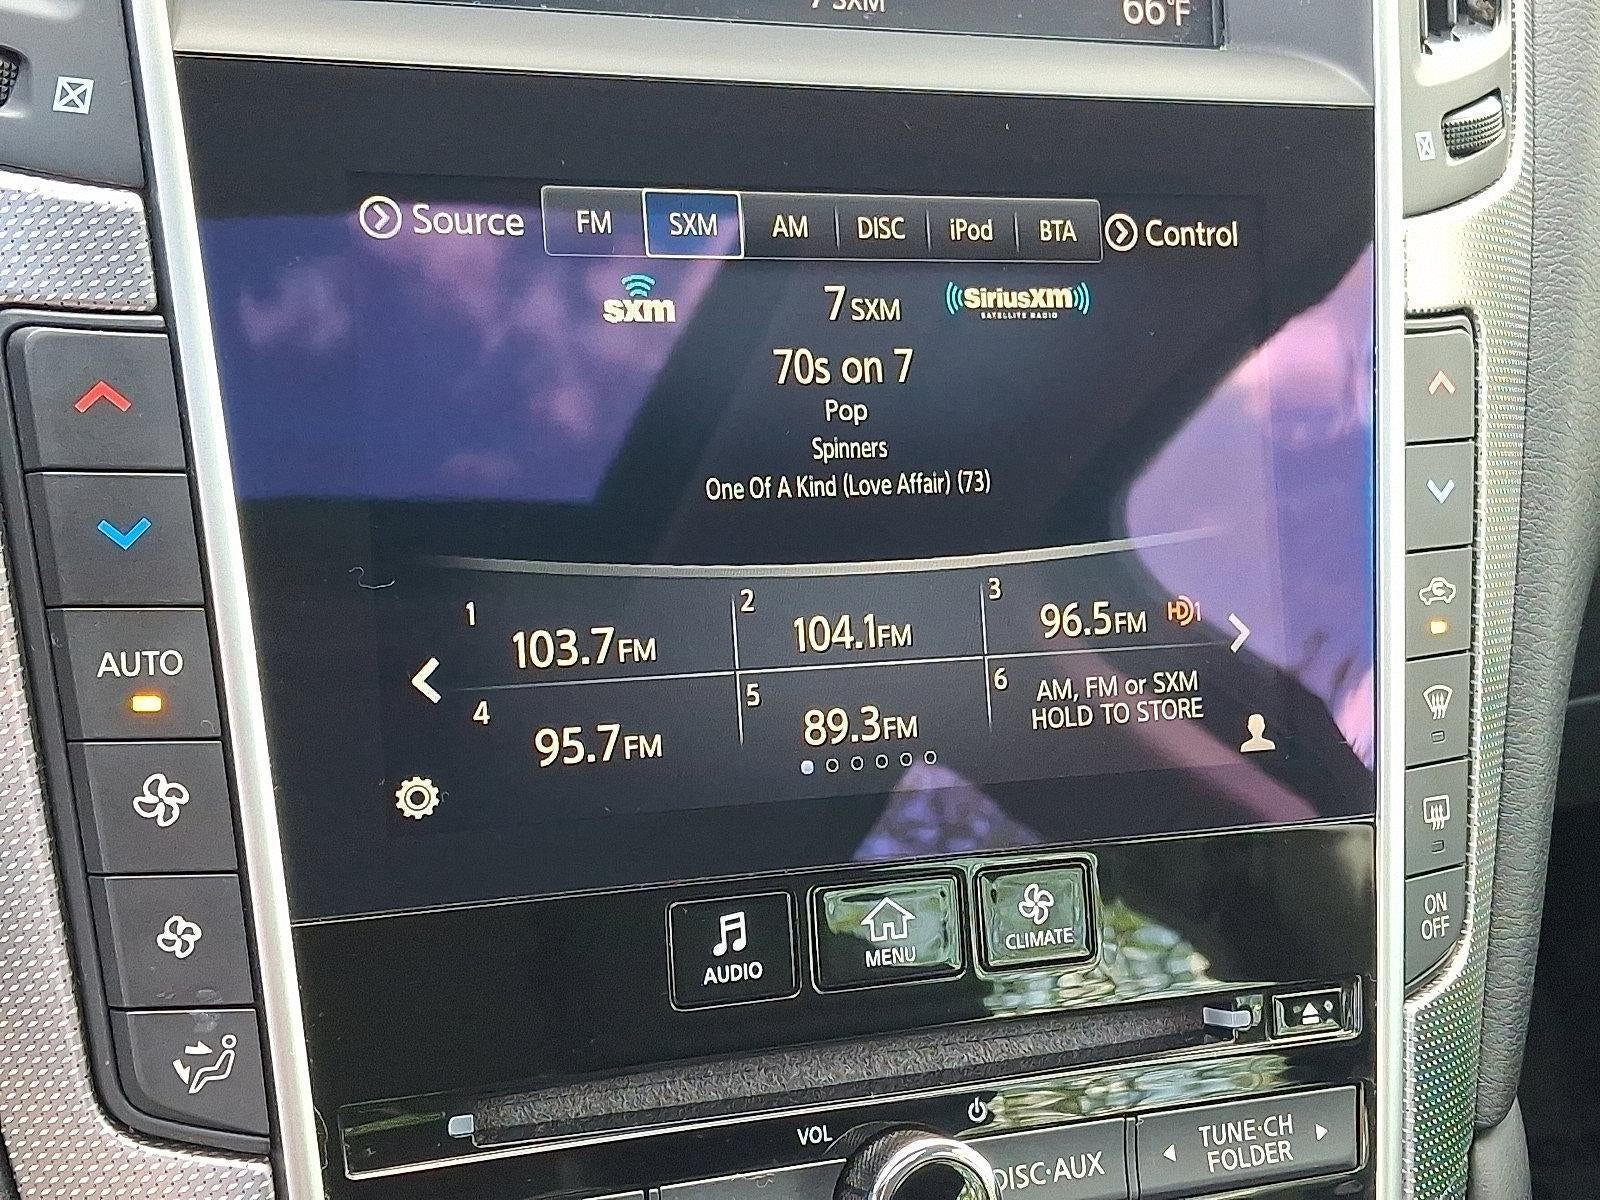 7 SXM
66°F
Source
FM
SXM
AM
DISC
iPod
BTA
Control
sxm
7 SXM
((SiriusXM))
SATELLITE RADIO
70s on 7
Pop
Spinners
One Of A Kind (Love Affair) (73)
1
103.7FM
2
104.1FM
3
96.5FM HD1
4
95.7FM
5
89.3FM
6
AM, FM or SXM
HOLD TO STORE
AUTO
ON
OFF
AUDIO
MENU
CLIMATE
VOL
DISC·AUX
TUNE·CH
FOLDER